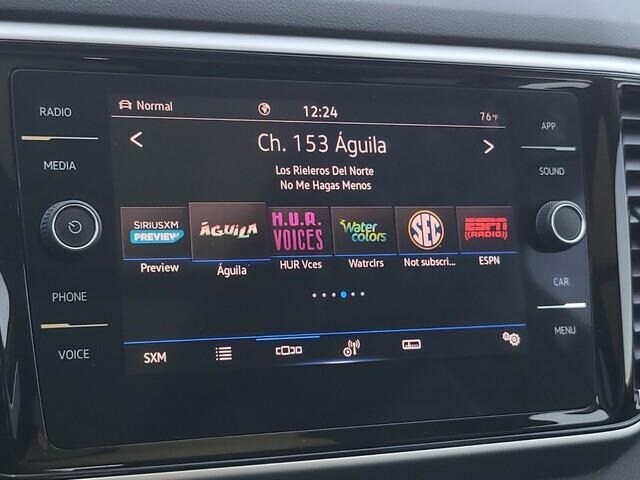 RADIO
MEDIA
PHONE
VOICE
Normal
12:24
76°F
Ch. 153 Águila
Los Rieleros Del Norte
No Me Hagas Menos
SIRIUSXM
PREVIEW
ÁGUILA
H.U.R.
VOICES
Water
colors
SEC
ESPN
((RADIO))
Preview
Águila
HUR Vces
Watrclrs
Not subscri...
ESPN
SXM
APP
SOUND
CAR
MENU